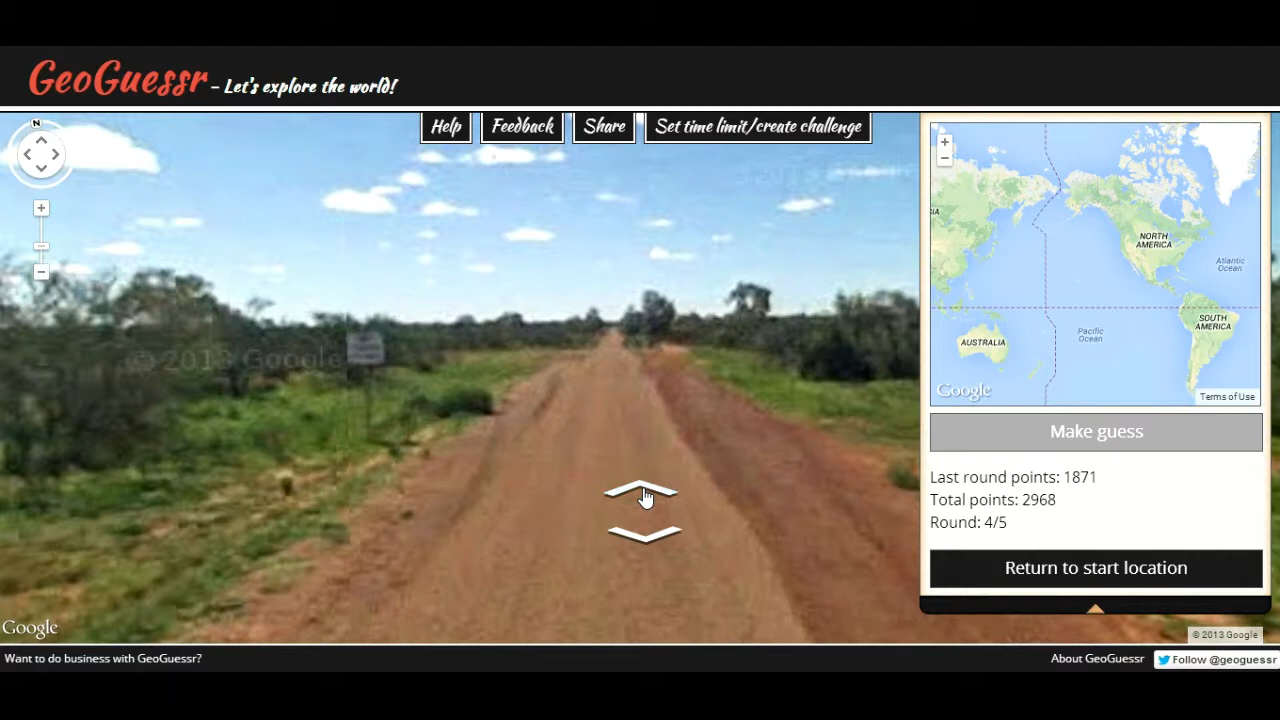 GeoGuessr - Let's explore the world!
Help
Feedback
Share
Set time limit/create challenge
N
© 2013 Google
Google
IA
NORTH
AMERICA
Atlantic
Ocean
SOUTH
AMERICA
AUSTRALIA
Pacific
Ocean
Google
Terms of Use
Make guess
Last round points: 1871
Total points: 2968
Round: 4/5
Return to start location
© 2013 Google
Want to do business with GeoGuessr?
About GeoGuessr
Follow @geoguessr